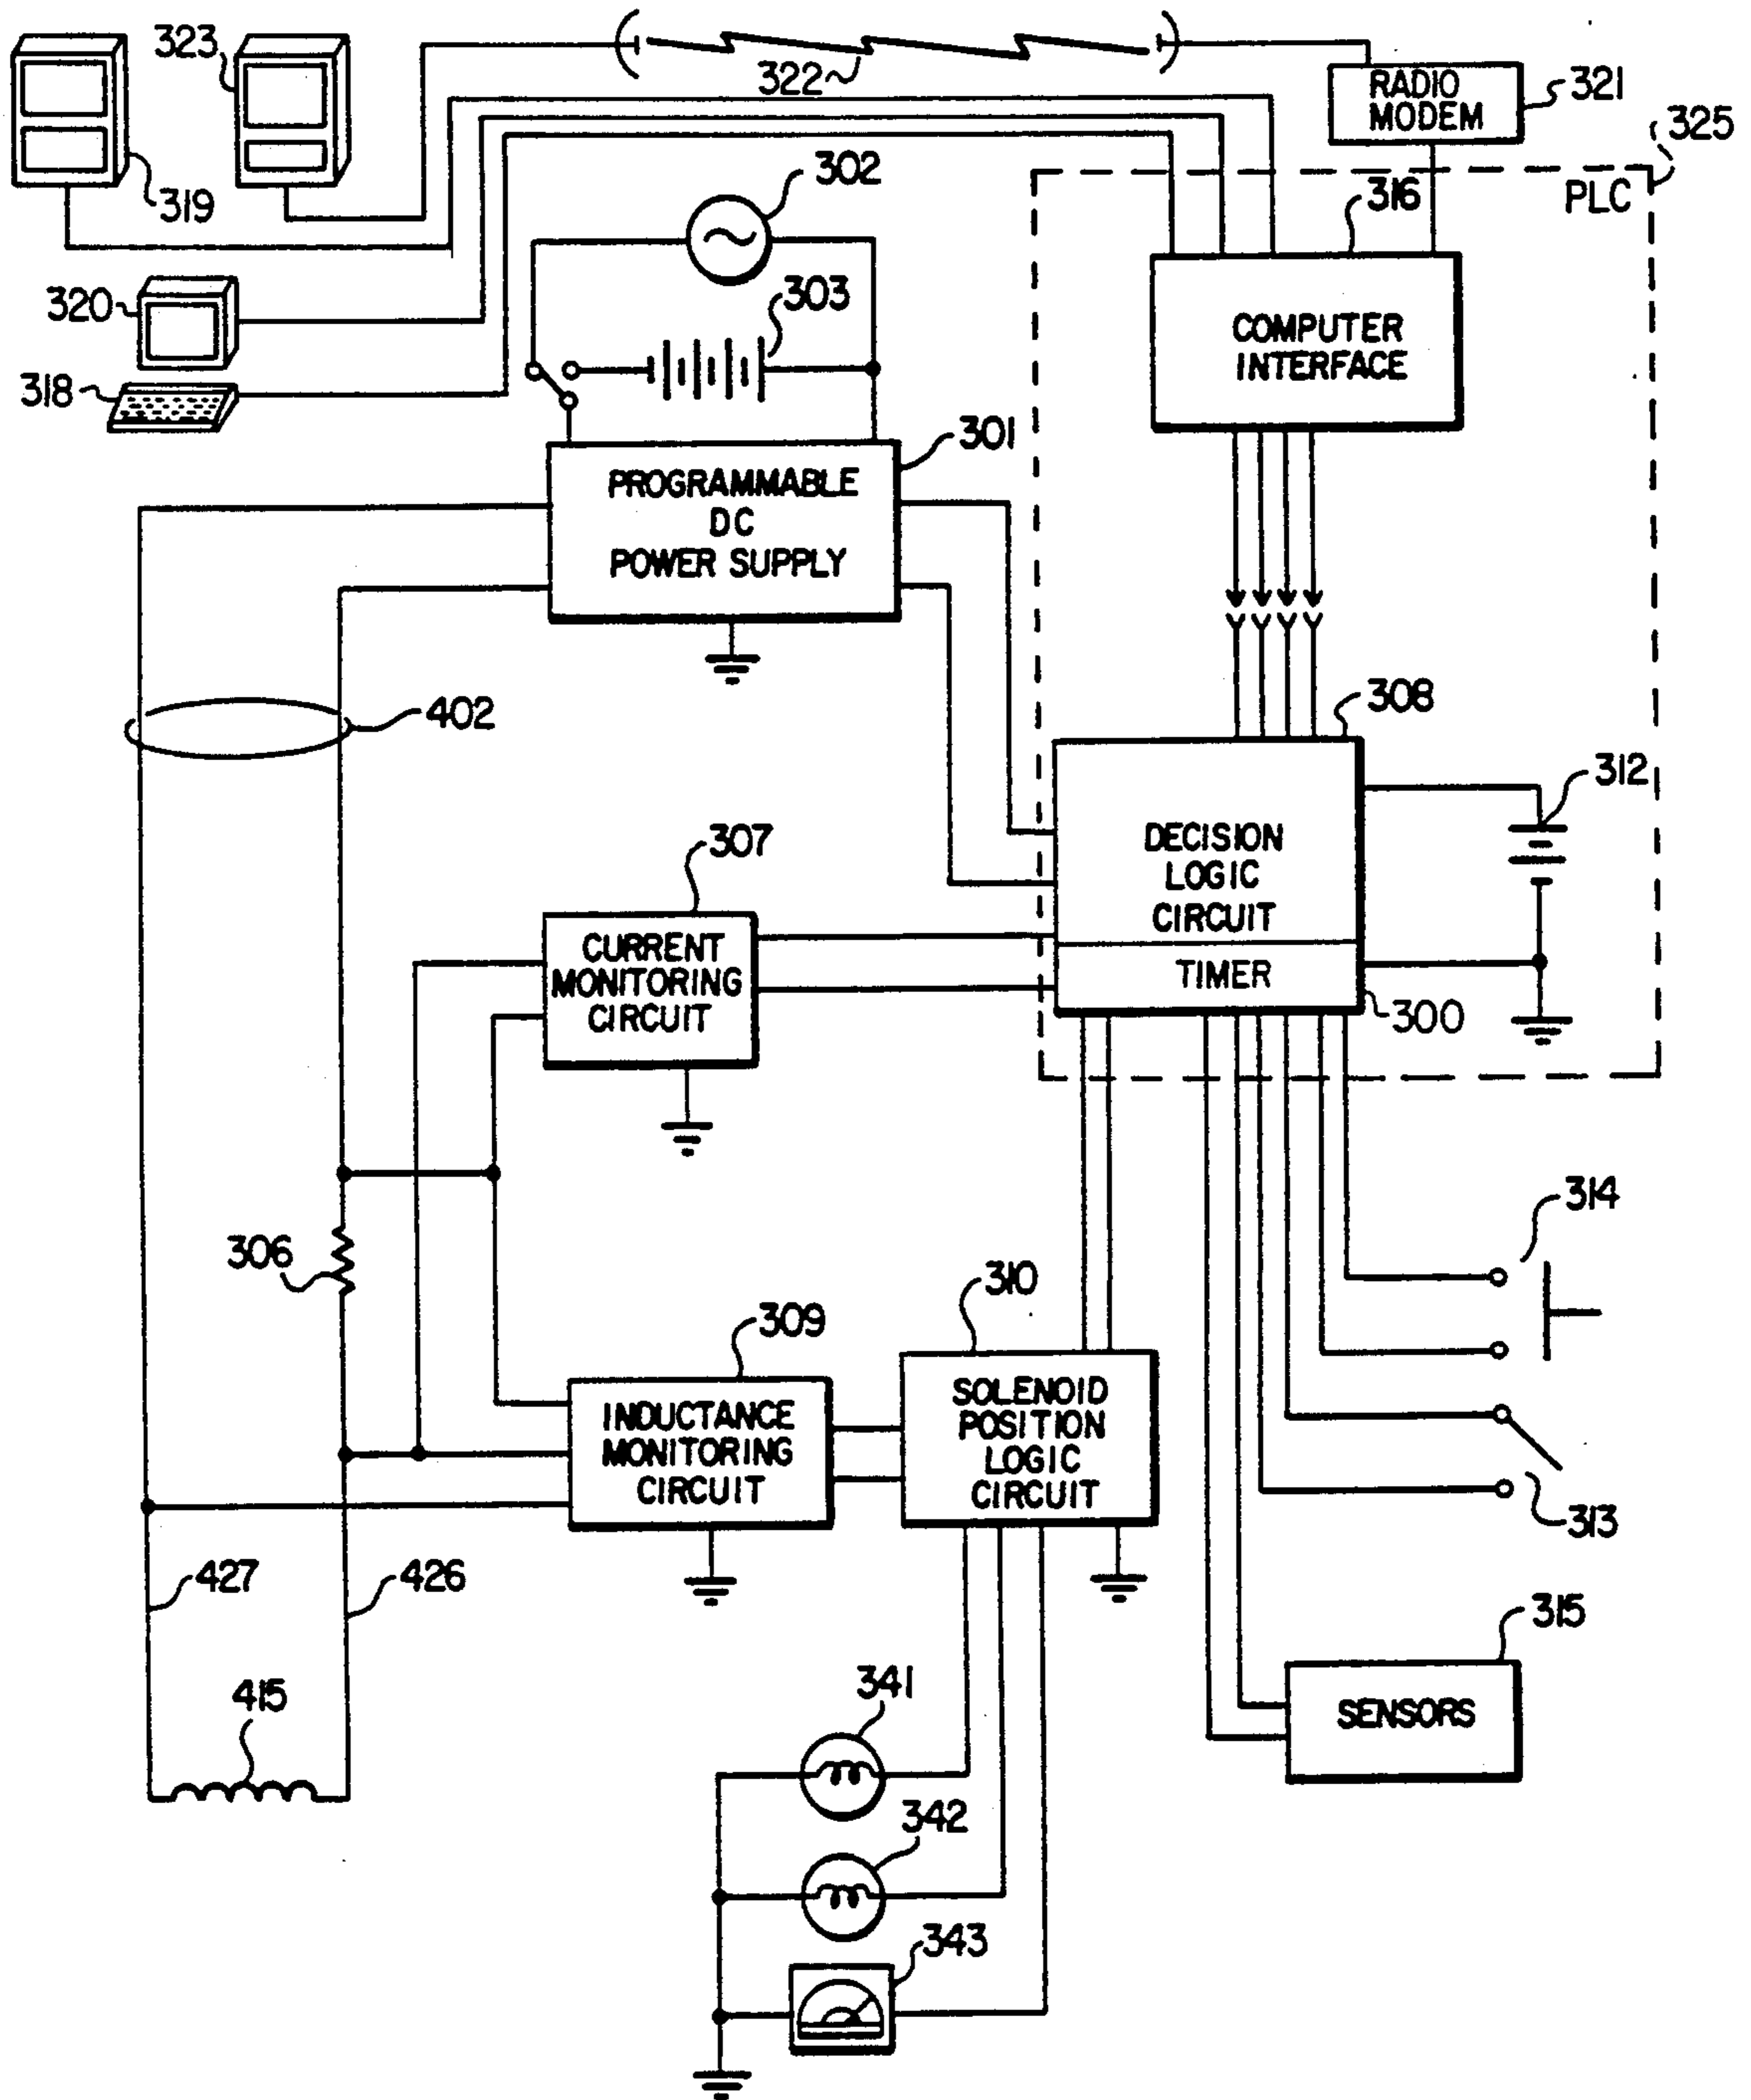 323
322
RADIO
MODEM
321
325
319
302
316
PLC
303
320
COMPUTER
INTERFACE
318
301
PROGRAMMABLE
DC
POWER SUPPLY
308
402
312
307
DECISION
LOGIC
CIRCUIT
CURRENT
MONITORING
CIRCUIT
TIMER
300
314
306
310
309
SOLENOID
POSITION
LOGIC
CIRCUIT
INDUCTANCE
MONITORING
CIRCUIT
313
427
426
315
341
415
SENSORS
342
343